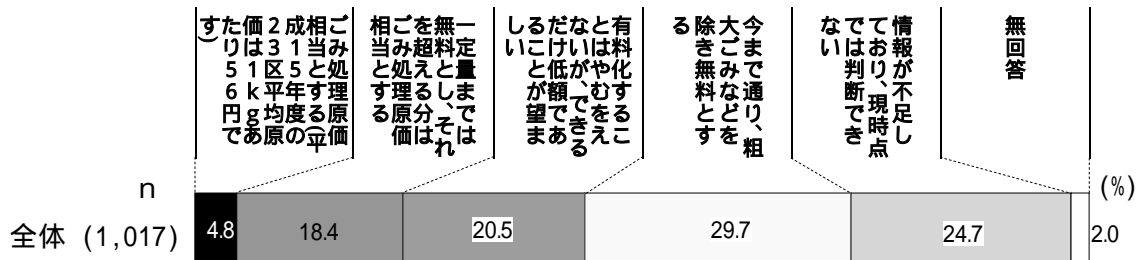 ごみ処理原価
相当とする(平
成15年度の
23区平均原
価は1kgあ
たり56円で
す)
一定量までは
無料とし、それ
を超える分は
ごみ処理原価
相当とする
有料化するこ
とはやむをえ
ないが、できる
だけ低額であ
ることが望ま
しい
今まで通り、粗
大ごみなどを
除き無料とす
る
情報が不足し
ており、現時点
では判断でき
ない
無回答
n
(%)
全体 (1,017)
4.8
18.4
20.5
29.7
24.7
2.0